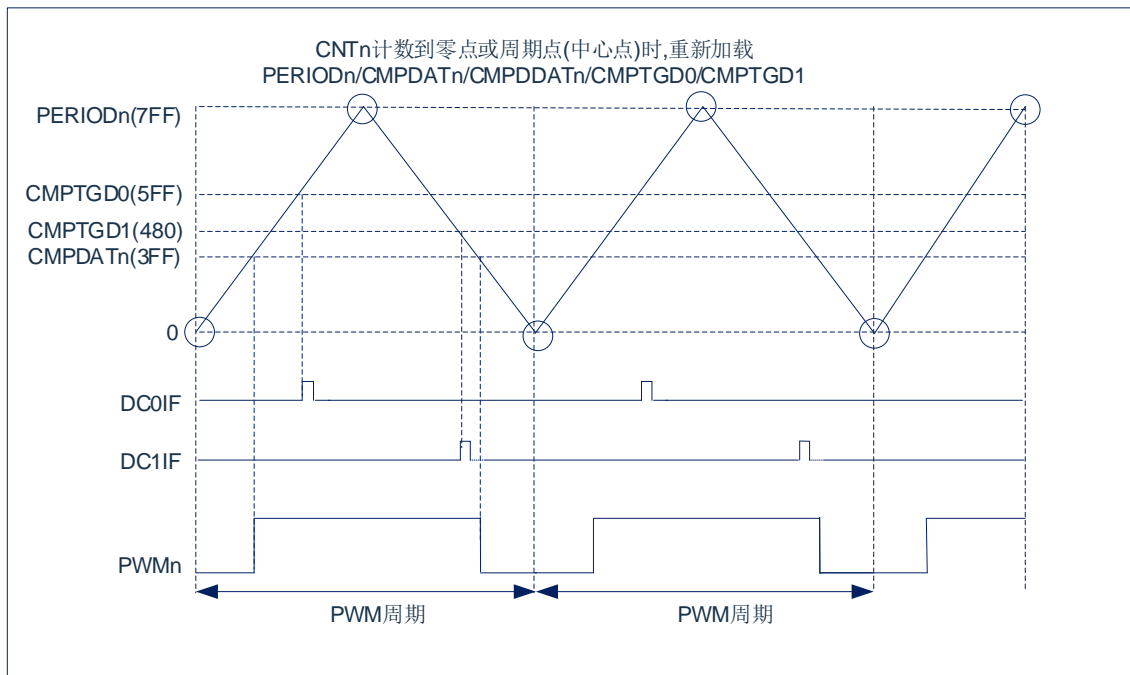 CNTn计数到零点或周期点(中心点)时,重新加载
PERIODn/CMPDATn/CMPDDATn/CMPTGD0/CMPTGD1
PERIODn(7FF)
CMPTGD0(5FF)
CMPTGD1(480)
CMPDATn(3FF)
0
DC0IF
DC1IF
PWMn
PWM周期
PWM周期